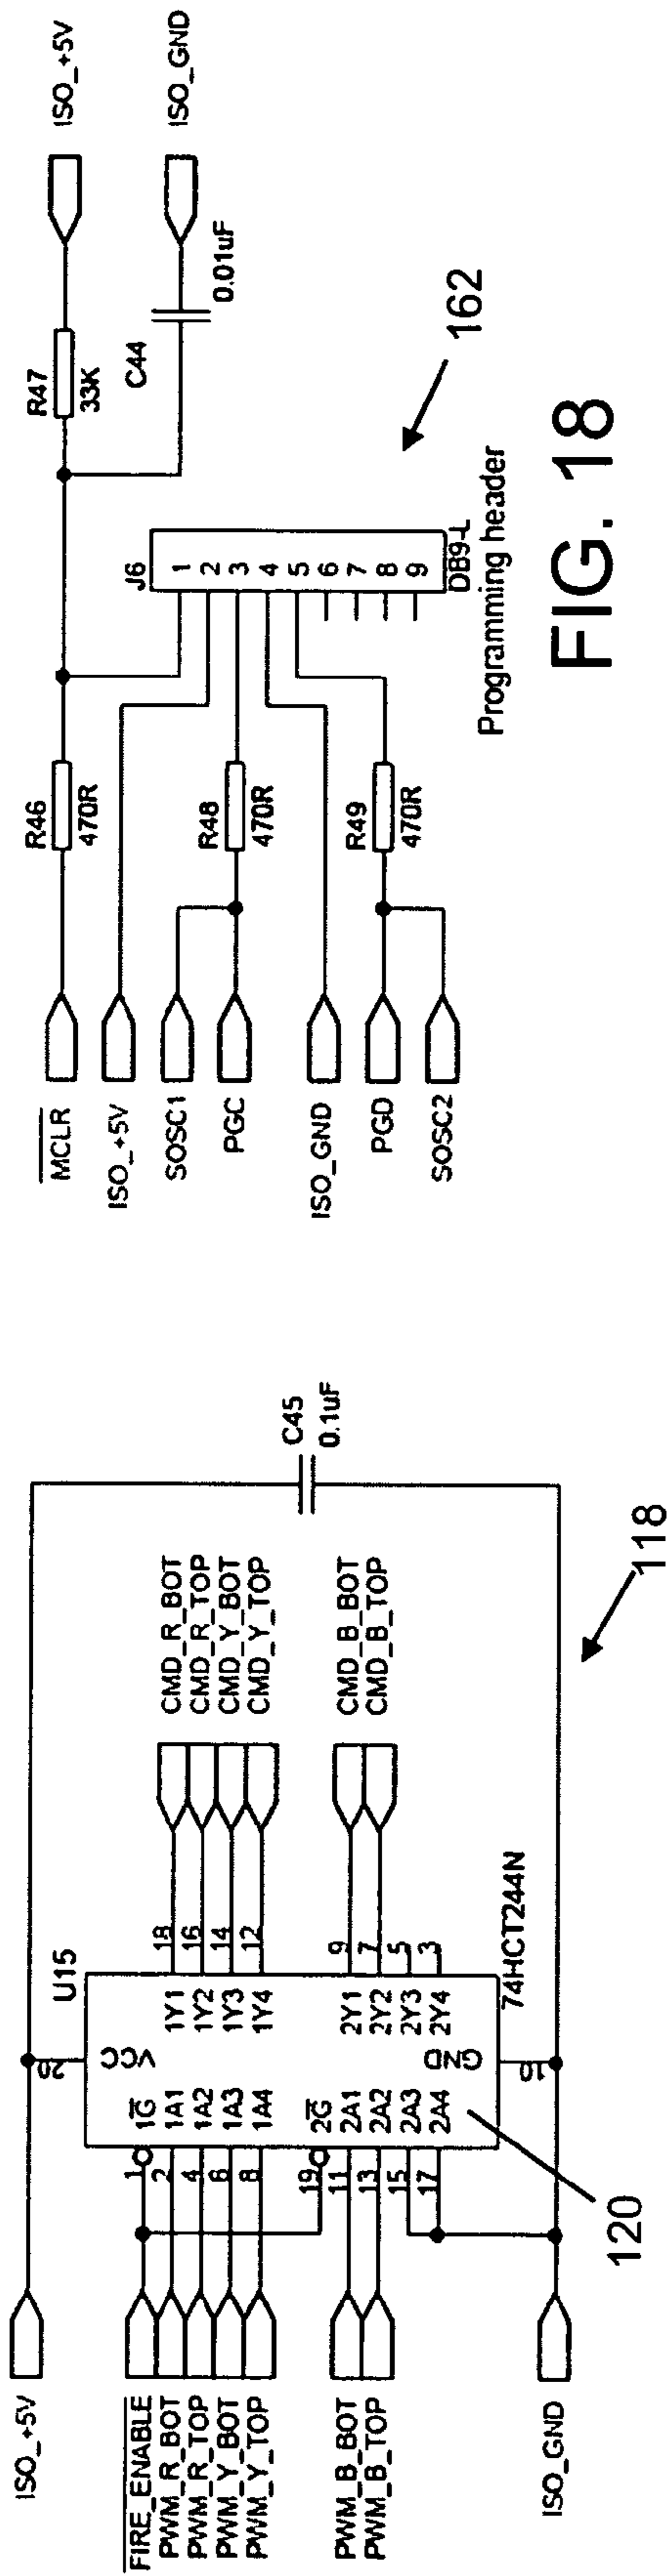 ISO_+5V
FIRE_ENABLE
PWM_R_BOT
PWM_R_TOP
PWM_Y_BOT
PWM_Y_TOP
PWM_B_BOT
PWM_B_TOP
ISO_GND
U15
20
VCC
1 1G 1Y1 18
2 1A1 1Y2 16
4 1A2 1Y3 14
6 1A3 1Y4 12
8 1A4
19 2G 2Y1 9
11 2A1 2Y2 7
13 2A2 2Y3 5
15 2A3 2Y4 3
17 2A4
GND
10
74HCT244N
120
CMD_R_BOT
CMD_R_TOP
CMD_Y_BOT
CMD_Y_TOP
CMD_B_BOT
CMD_B_TOP
C45
0.1uF
118
MCLR
ISO_+5V
SOSC1
PGC
ISO_GND
PGD
SOSC2
R46
470R
R48
470R
R49
470R
J6
1
2
3
4
5
6
7
8
9
DB9-L
Programming header
R47
33K
C44
0.01uF
ISO_+5V
ISO_GND
162
FIG. 18